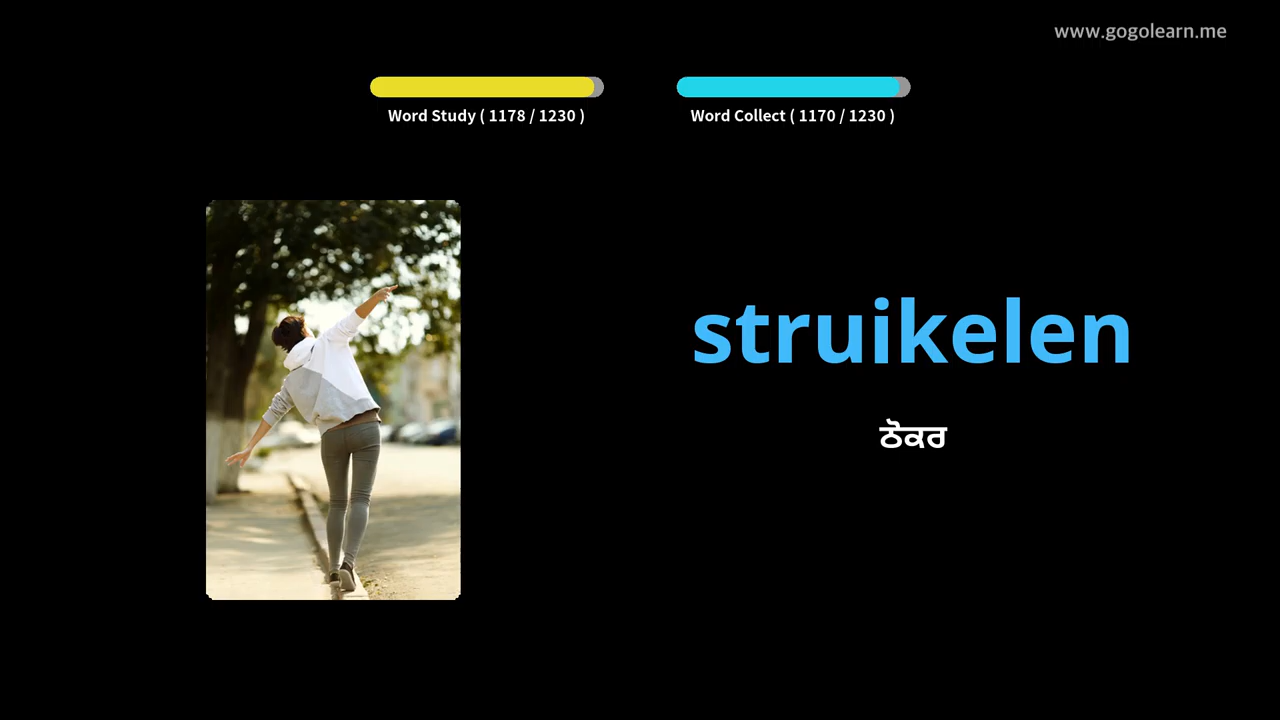 www.gogolearn.me
Word Study ( 1178 / 1230 )
Word Collect ( 1170 / 1230 )
struikelen
ਠੋਕਰ